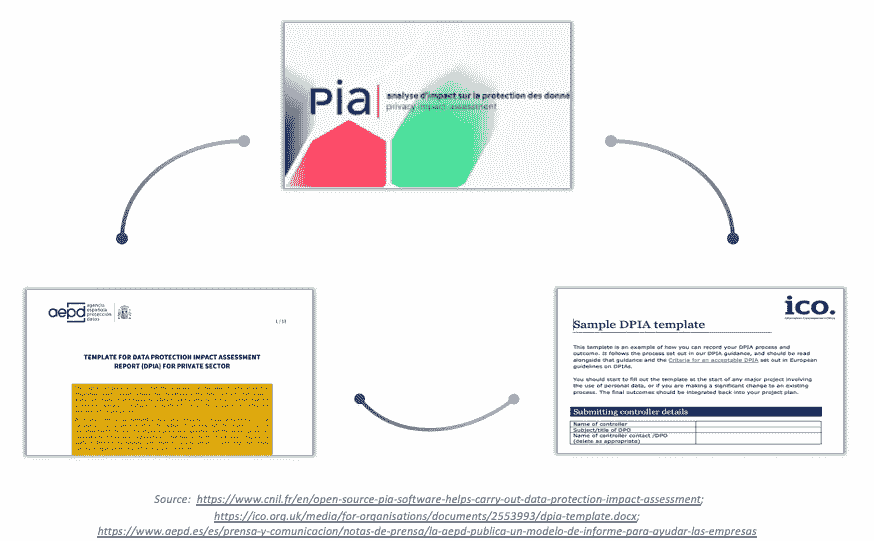 pia analyse d'impact sur la protection des donné
privacy impact assessment
aepd agencia española protección datos
TEMPLATE FOR DATA PROTECTION IMPACT ASSESSMENT
REPORT (DPIA) FOR PRIVATE SECTOR
ico.
Sample DPIA template
This template is an example of how you can record your DPIA process and
outcome. It follows the process set out in our DPIA guidance, and should be read
alongside that guidance and the Criteria for an acceptable DPIA set out in European
guidelines on DPIAs.
You should start to fill out the template at the start of any major project involving
the use of personal data, or if you are making a significant change to an existing
process. The final outcomes should be integrated back into your project plan.
Submitting controller details
Name of controller
Subject/title of DPO
Name of controller contact /DPO
(delete as appropriate)
Source: https://www.cnil.fr/en/open-source-pia-software-helps-carry-out-data-protection-impact-assessment;
https://ico.org.uk/media/for-organisations/documents/2553993/dpia-template.docx;
https://www.aepd.es/es/prensa-y-comunicacion/notas-de-prensa/la-aepd-publica-un-modelo-de-informe-para-ayudar-las-empresas